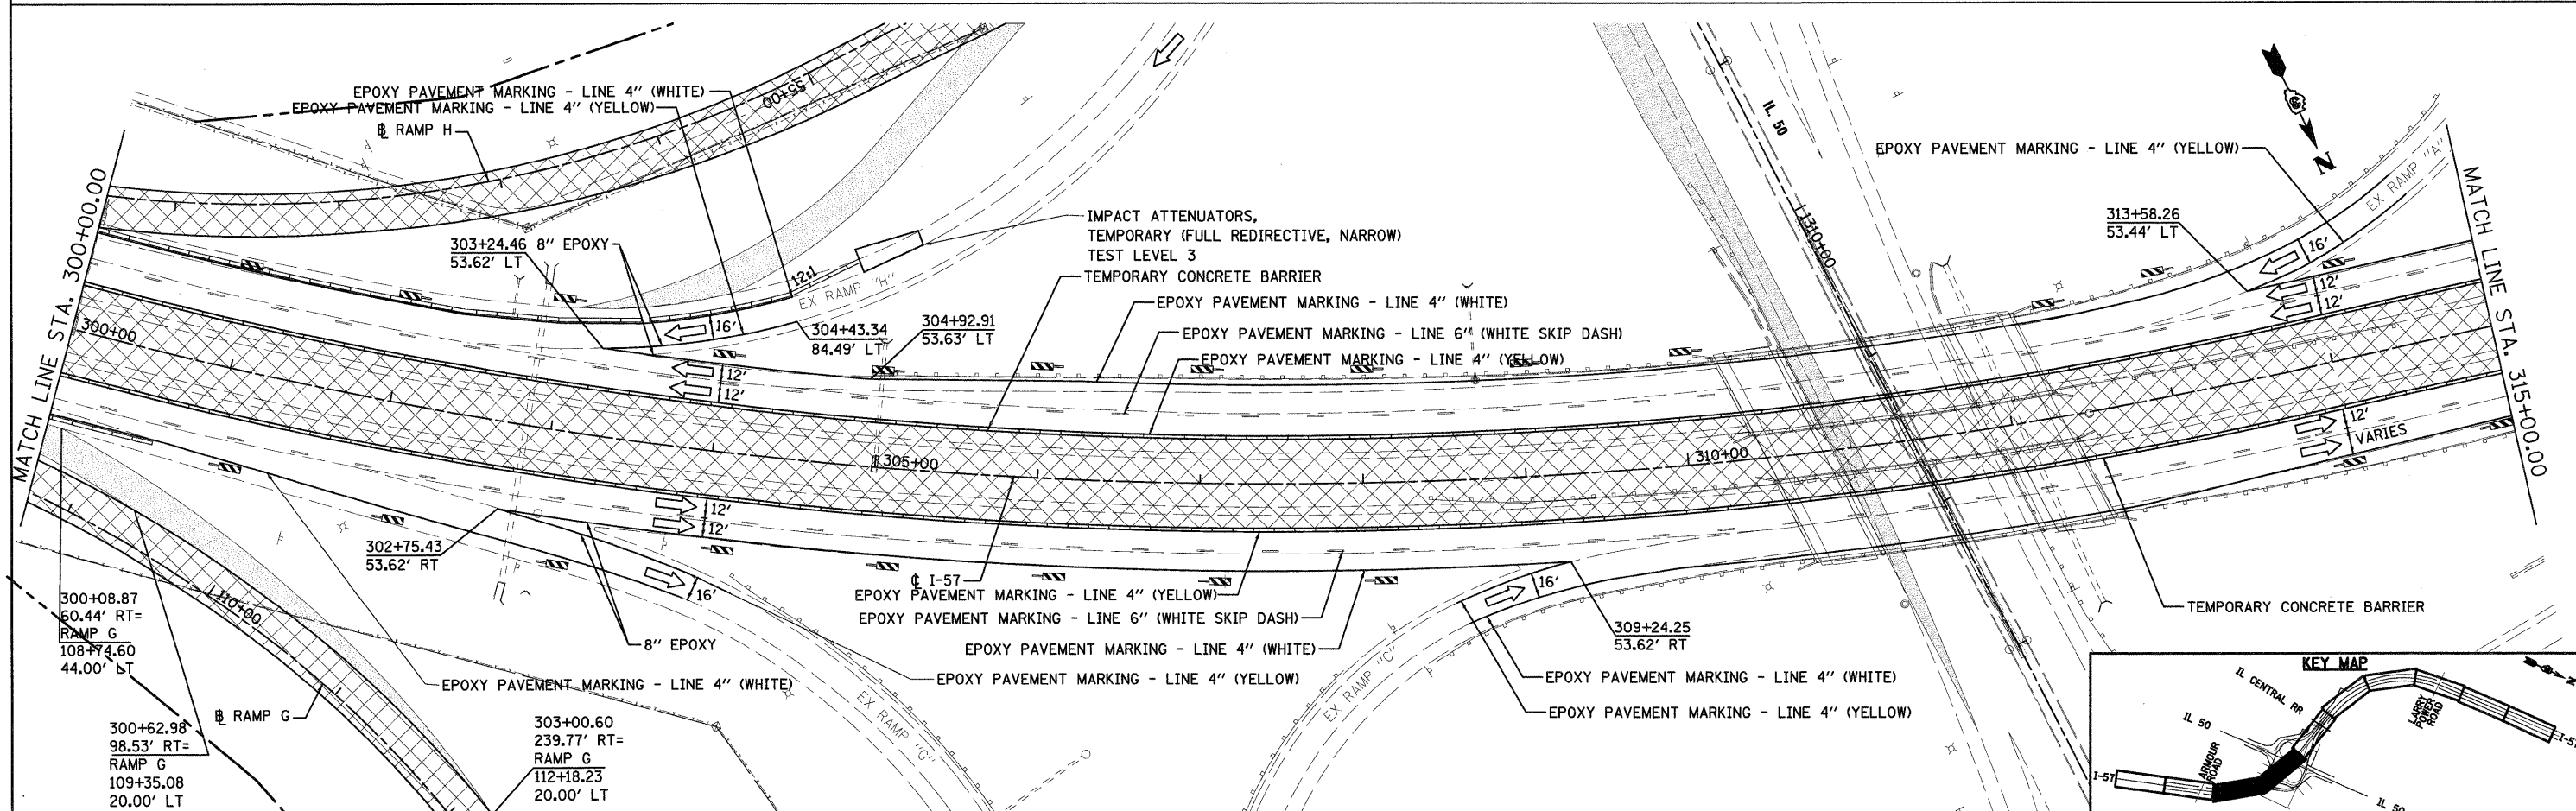 EPOXY PAVEMENT MARKING - LINE 4" (WHITE)
EPOXY PAVEMENT MARKING - LINE 4" (YELLOW)
℄ RAMP H
55+00
MATCH LINE STA. 300+00.00
303+24.46
53.62' LT
8" EPOXY
IMPACT ATTENUATORS,
TEMPORARY (FULL REDIRECTIVE, NARROW)
TEST LEVEL 3
TEMPORARY CONCRETE BARRIER
12:1
EX RAMP "H"
16'
304+43.34
84.49' LT
304+92.91
53.63' LT
EPOXY PAVEMENT MARKING - LINE 4" (WHITE)
EPOXY PAVEMENT MARKING - LINE 6" (WHITE SKIP DASH)
EPOXY PAVEMENT MARKING - LINE 4" (YELLOW)
12'
12'
IL 50
1310+00
EPOXY PAVEMENT MARKING - LINE 4" (YELLOW)
N
EX RAMP "A"
313+58.26
53.44' LT
16'
12'
12'
MATCH LINE STA. 315+00.00
300+00
305+00
310+00
12'
VARIES
12'
12'
302+75.43
53.62' RT
16'
℄ I-57
EPOXY PAVEMENT MARKING - LINE 4" (YELLOW)
EPOXY PAVEMENT MARKING - LINE 6" (WHITE SKIP DASH)
EPOXY PAVEMENT MARKING - LINE 4" (WHITE)
16'
309+24.25
53.62' RT
TEMPORARY CONCRETE BARRIER
300+08.87
60.44' RT=
RAMP G
108+74.60
44.00' LT
110+00
8" EPOXY
EPOXY PAVEMENT MARKING - LINE 4" (WHITE)
EPOXY PAVEMENT MARKING - LINE 4" (YELLOW)
EX RAMP "G"
EX RAMP "C"
EPOXY PAVEMENT MARKING - LINE 4" (WHITE)
EPOXY PAVEMENT MARKING - LINE 4" (YELLOW)
℄ RAMP G
300+62.98
98.53' RT=
RAMP G
109+35.08
20.00' LT
303+00.60
239.77' RT=
RAMP G
112+18.23
20.00' LT
KEY MAP
IL CENTRAL RR
IL 50
LARRY
POWER
ROAD
ARMOUR
ROAD
I-57
I-57
IL 50